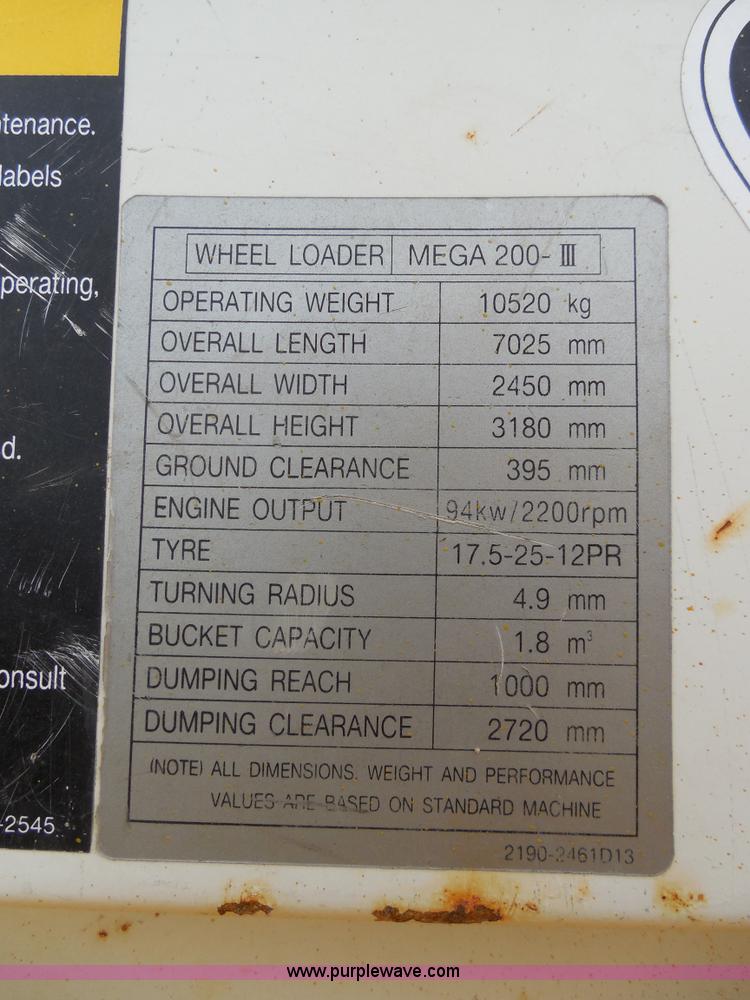 tenance.
labels
perating,
d.
onsult
-2545
WHEEL LOADER MEGA 200-Ⅲ
OPERATING WEIGHT 10520 kg
OVERALL LENGTH 7025 mm
OVERALL WIDTH 2450 mm
OVERALL HEIGHT 3180 mm
GROUND CLEARANCE 395 mm
ENGINE OUTPUT 94kw/2200rpm
TYRE 17.5-25-12PR
TURNING RADIUS 4.9 mm
BUCKET CAPACITY 1.8 m³
DUMPING REACH 1000 mm
DUMPING CLEARANCE 2720 mm
(NOTE) ALL DIMENSIONS. WEIGHT AND PERFORMANCE
VALUES ARE BASED ON STANDARD MACHINE
2190-2461D13
www.purplewave.com